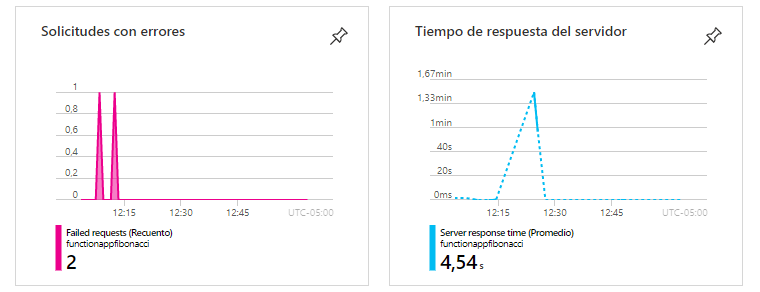 Solicitudes con errores
1
0,8
0,6
0,4
0,2
0
12:15 12:30 12:45 UTC-05:00
Failed requests (Recuento)
functionappfibonacci
2
Tiempo de respuesta del servidor
1,67min
1,33min
1min
40s
20s
0ms
12:15 12:30 12:45 UTC-05:00
Server response time (Promedio)
functionappfibonacci
4,54 s